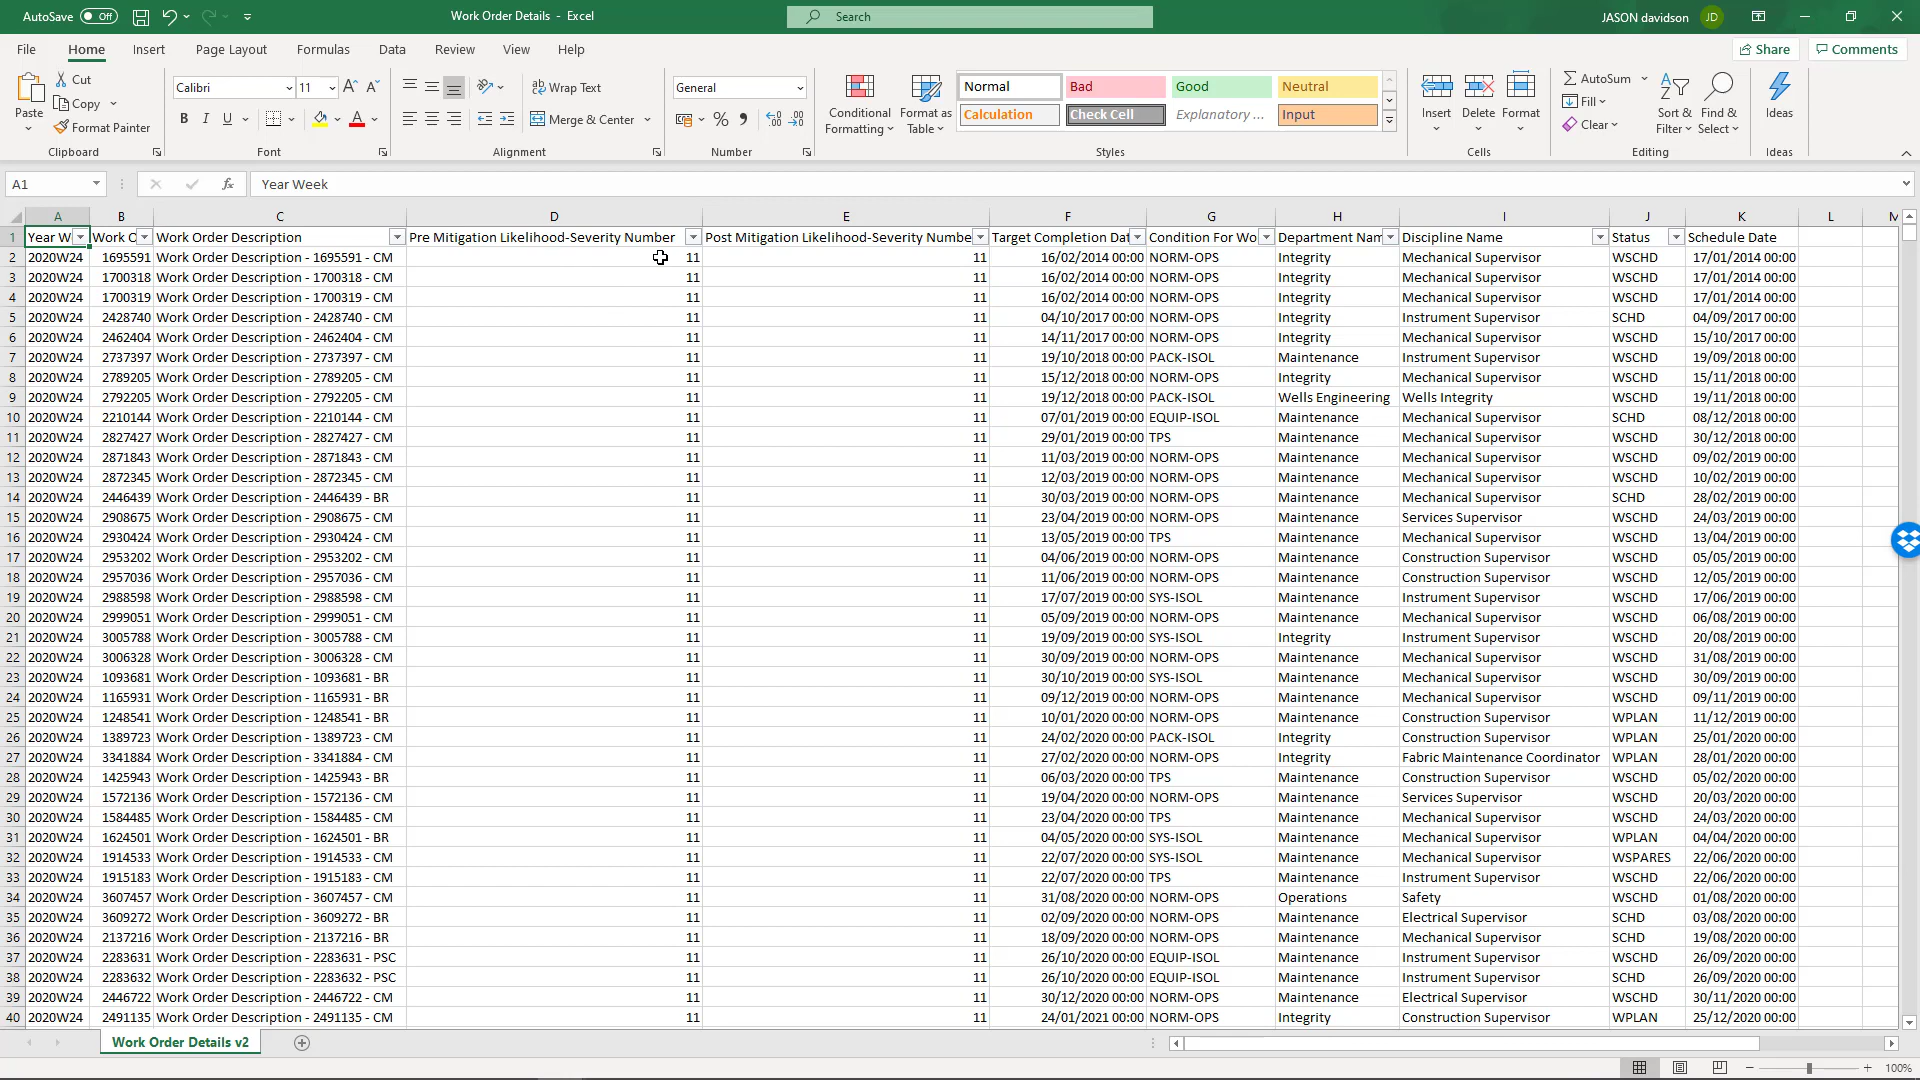 AutoSave Off Work Order Details - Excel Search JASON davidson JD
File Home Insert Page Layout Formulas Data Review View Help Share Comments
Paste Cut Copy Format Painter Clipboard
Calibri 11 A A B I U A Font
Wrap Text Merge & Center Alignment
General % Number
Conditional Formatting Format as Table Normal Bad Good Neutral Calculation Check Cell Explanatory ... Input Styles
Insert Delete Format Cells
AutoSum Fill Clear Sort & Filter Find & Select Editing
Ideas Ideas
A1 fx Year Week
A B C D E F G H I J K L M
1 Year W Work O Work Order Description Pre Mitigation Likelihood-Severity Number Post Mitigation Likelihood-Severity Numbe Target Completion Dat Condition For Wo Department Nam Discipline Name Status Schedule Date
2 2020W24 1695591 Work Order Description - 1695591 - CM 11 11 16/02/2014 00:00 NORM-OPS Integrity Mechanical Supervisor WSCHD 17/01/2014 00:00
3 2020W24 1700318 Work Order Description - 1700318 - CM 11 11 16/02/2014 00:00 NORM-OPS Integrity Mechanical Supervisor WSCHD 17/01/2014 00:00
4 2020W24 1700319 Work Order Description - 1700319 - CM 11 11 16/02/2014 00:00 NORM-OPS Integrity Mechanical Supervisor WSCHD 17/01/2014 00:00
5 2020W24 2428740 Work Order Description - 2428740 - CM 11 11 04/10/2017 00:00 NORM-OPS Integrity Instrument Supervisor SCHD 04/09/2017 00:00
6 2020W24 2462404 Work Order Description - 2462404 - CM 11 11 14/11/2017 00:00 NORM-OPS Integrity Mechanical Supervisor WSCHD 15/10/2017 00:00
7 2020W24 2737397 Work Order Description - 2737397 - CM 11 11 19/10/2018 00:00 PACK-ISOL Maintenance Instrument Supervisor WSCHD 19/09/2018 00:00
8 2020W24 2789205 Work Order Description - 2789205 - CM 11 11 15/12/2018 00:00 NORM-OPS Integrity Mechanical Supervisor WSCHD 15/11/2018 00:00
9 2020W24 2792205 Work Order Description - 2792205 - CM 11 11 19/12/2018 00:00 PACK-ISOL Wells Engineering Wells Integrity WSCHD 19/11/2018 00:00
10 2020W24 2210144 Work Order Description - 2210144 - CM 11 11 07/01/2019 00:00 EQUIP-ISOL Maintenance Mechanical Supervisor SCHD 08/12/2018 00:00
11 2020W24 2827427 Work Order Description - 2827427 - CM 11 11 29/01/2019 00:00 TPS Maintenance Mechanical Supervisor WSCHD 30/12/2018 00:00
12 2020W24 2871843 Work Order Description - 2871843 - CM 11 11 11/03/2019 00:00 NORM-OPS Maintenance Mechanical Supervisor WSCHD 09/02/2019 00:00
13 2020W24 2872345 Work Order Description - 2872345 - CM 11 11 12/03/2019 00:00 NORM-OPS Maintenance Mechanical Supervisor WSCHD 10/02/2019 00:00
14 2020W24 2446439 Work Order Description - 2446439 - BR 11 11 30/03/2019 00:00 NORM-OPS Maintenance Mechanical Supervisor SCHD 28/02/2019 00:00
15 2020W24 2908675 Work Order Description - 2908675 - CM 11 11 23/04/2019 00:00 NORM-OPS Maintenance Services Supervisor WSCHD 24/03/2019 00:00
16 2020W24 2930424 Work Order Description - 2930424 - CM 11 11 13/05/2019 00:00 TPS Maintenance Mechanical Supervisor WSCHD 13/04/2019 00:00
17 2020W24 2953202 Work Order Description - 2953202 - CM 11 11 04/06/2019 00:00 NORM-OPS Maintenance Construction Supervisor WSCHD 05/05/2019 00:00
18 2020W24 2957036 Work Order Description - 2957036 - CM 11 11 11/06/2019 00:00 NORM-OPS Maintenance Construction Supervisor WSCHD 12/05/2019 00:00
19 2020W24 2988598 Work Order Description - 2988598 - CM 11 11 17/07/2019 00:00 SYS-ISOL Maintenance Instrument Supervisor WSCHD 17/06/2019 00:00
20 2020W24 2999051 Work Order Description - 2999051 - CM 11 11 05/09/2019 00:00 NORM-OPS Maintenance Mechanical Supervisor WSCHD 06/08/2019 00:00
21 2020W24 3005788 Work Order Description - 3005788 - CM 11 11 19/09/2019 00:00 SYS-ISOL Integrity Instrument Supervisor WSCHD 20/08/2019 00:00
22 2020W24 3006328 Work Order Description - 3006328 - CM 11 11 30/09/2019 00:00 NORM-OPS Maintenance Mechanical Supervisor WSCHD 31/08/2019 00:00
23 2020W24 1093681 Work Order Description - 1093681 - BR 11 11 30/10/2019 00:00 SYS-ISOL Maintenance Mechanical Supervisor WSCHD 30/09/2019 00:00
24 2020W24 1165931 Work Order Description - 1165931 - BR 11 11 09/12/2019 00:00 NORM-OPS Maintenance Mechanical Supervisor WSCHD 09/11/2019 00:00
25 2020W24 1248541 Work Order Description - 1248541 - BR 11 11 10/01/2020 00:00 NORM-OPS Maintenance Construction Supervisor WPLAN 11/12/2019 00:00
26 2020W24 1389723 Work Order Description - 1389723 - CM 11 11 24/02/2020 00:00 PACK-ISOL Integrity Construction Supervisor WPLAN 25/01/2020 00:00
27 2020W24 3341884 Work Order Description - 3341884 - CM 11 11 27/02/2020 00:00 NORM-OPS Integrity Fabric Maintenance Coordinator WPLAN 28/01/2020 00:00
28 2020W24 1425943 Work Order Description - 1425943 - BR 11 11 06/03/2020 00:00 TPS Maintenance Construction Supervisor WSCHD 05/02/2020 00:00
29 2020W24 1572136 Work Order Description - 1572136 - CM 11 11 19/04/2020 00:00 NORM-OPS Maintenance Services Supervisor WSCHD 20/03/2020 00:00
30 2020W24 1584485 Work Order Description - 1584485 - CM 11 11 23/04/2020 00:00 TPS Maintenance Mechanical Supervisor WSCHD 24/03/2020 00:00
31 2020W24 1624501 Work Order Description - 1624501 - BR 11 11 04/05/2020 00:00 SYS-ISOL Maintenance Mechanical Supervisor WPLAN 04/04/2020 00:00
32 2020W24 1914533 Work Order Description - 1914533 - CM 11 11 22/07/2020 00:00 SYS-ISOL Maintenance Mechanical Supervisor WSPARES 22/06/2020 00:00
33 2020W24 1915183 Work Order Description - 1915183 - CM 11 11 22/07/2020 00:00 TPS Maintenance Instrument Supervisor WSCHD 22/06/2020 00:00
34 2020W24 3607457 Work Order Description - 3607457 - CM 11 11 31/08/2020 00:00 NORM-OPS Operations Safety WSCHD 01/08/2020 00:00
35 2020W24 3609272 Work Order Description - 3609272 - BR 11 11 02/09/2020 00:00 NORM-OPS Maintenance Electrical Supervisor SCHD 03/08/2020 00:00
36 2020W24 2137216 Work Order Description - 2137216 - BR 11 11 18/09/2020 00:00 NORM-OPS Maintenance Mechanical Supervisor SCHD 19/08/2020 00:00
37 2020W24 2283631 Work Order Description - 2283631 - PSC 11 11 26/10/2020 00:00 EQUIP-ISOL Maintenance Instrument Supervisor WSCHD 26/09/2020 00:00
38 2020W24 2283632 Work Order Description - 2283632 - PSC 11 11 26/10/2020 00:00 EQUIP-ISOL Maintenance Instrument Supervisor SCHD 26/09/2020 00:00
39 2020W24 2446722 Work Order Description - 2446722 - CM 11 11 30/12/2020 00:00 NORM-OPS Maintenance Electrical Supervisor WSCHD 30/11/2020 00:00
40 2020W24 2491135 Work Order Description - 2491135 - CM 11 11 24/01/2021 00:00 NORM-OPS Integrity Construction Supervisor WPLAN 25/12/2020 00:00
Work Order Details v2
100%